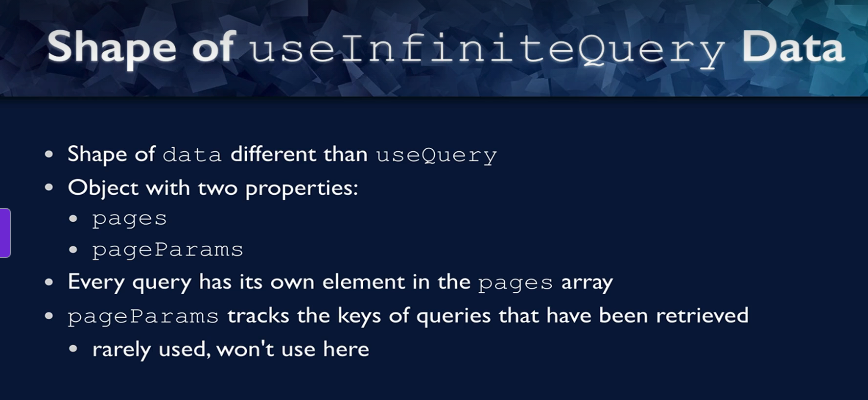 Shape of useInfiniteQuery Data
• Shape of data different than useQuery
• Object with two properties:
• pages
• pageParams
• Every query has its own element in the pages array
• pageParams tracks the keys of queries that have been retrieved
• rarely used, won't use here